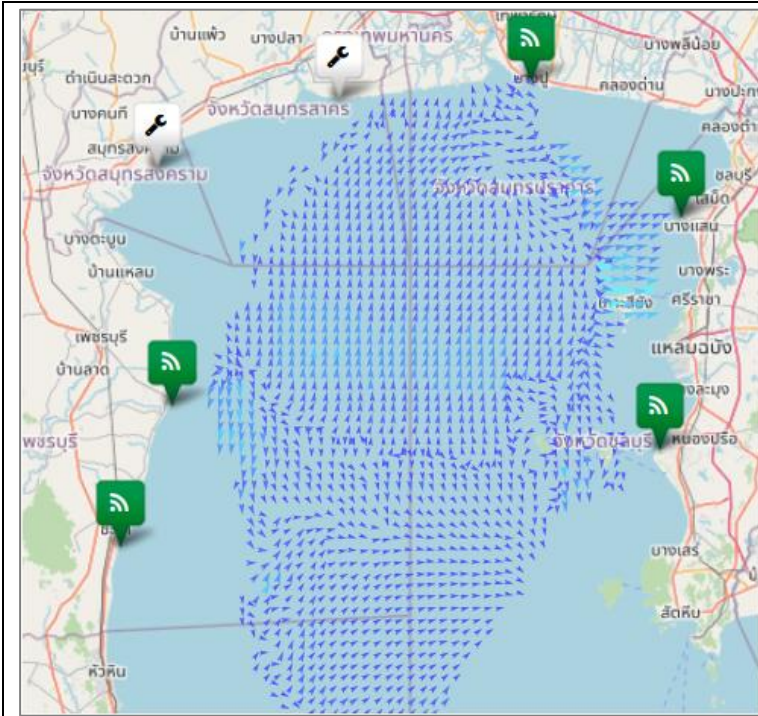 บ้านแพ้ว
บางปลา
กรุงเทพมหานคร
บางพลีน้อย
ดำเนินสะดวก
บางปู
คลองด่าน
จังหวัดสมุทรสาคร
บางคนที
สมุทรสงคราม
จังหวัดสมุทรสงคราม
จังหวัดสมุทรปราการ
ชลบุรี
เสม็ด
บางแสน
บางตะบูน
บ้านแหลม
บางพระ
เกาะสีชัง
ศรีราชา
เพชรบุรี
แหลมฉบัง
บ้านลาด
จังหวัดชลบุรี
หนองปรือ
บางเสร่
สัตหีบ
หัวหิน